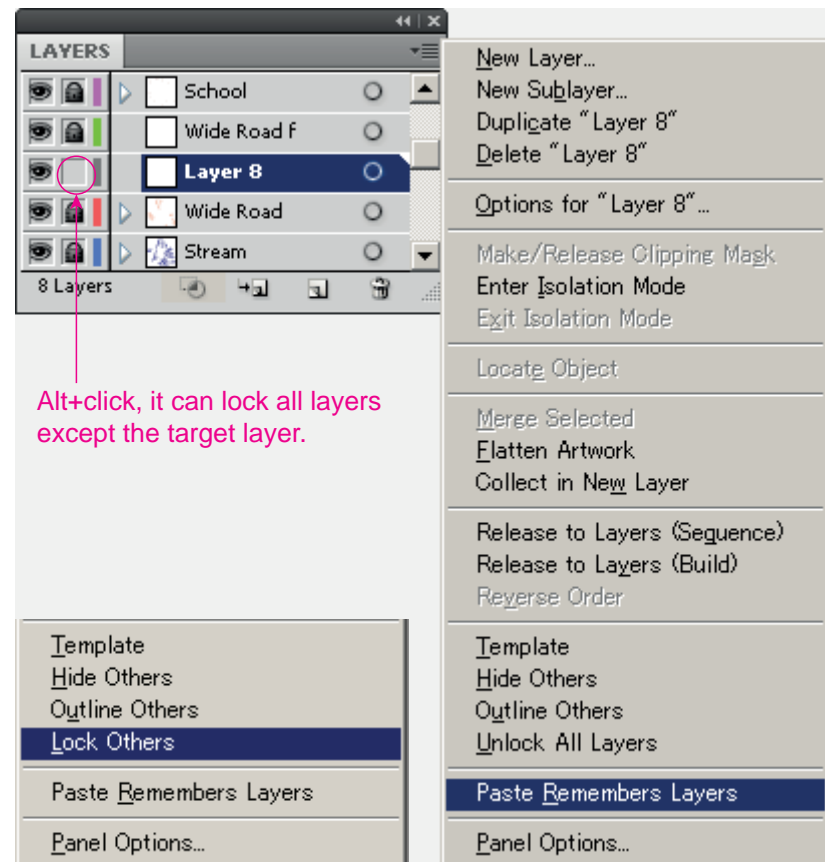 LAYERS
School
Wide Road f
Layer 8
Wide Road
Stream
8 Layers
Alt+click, it can lock all layers
except the target layer.
Template
Hide Others
Outline Others
Lock Others
Paste Remembers Layers
Panel Options...
New Layer...
New Sublayer...
Duplicate "Layer 8"
Delete "Layer 8"
Options for "Layer 8"...
Make/Release Clipping Mask
Enter Isolation Mode
Exit Isolation Mode
Locate Object
Merge Selected
Flatten Artwork
Collect in New Layer
Release to Layers (Sequence)
Release to Layers (Build)
Reverse Order
Template
Hide Others
Outline Others
Unlock All Layers
Paste Remembers Layers
Panel Options...